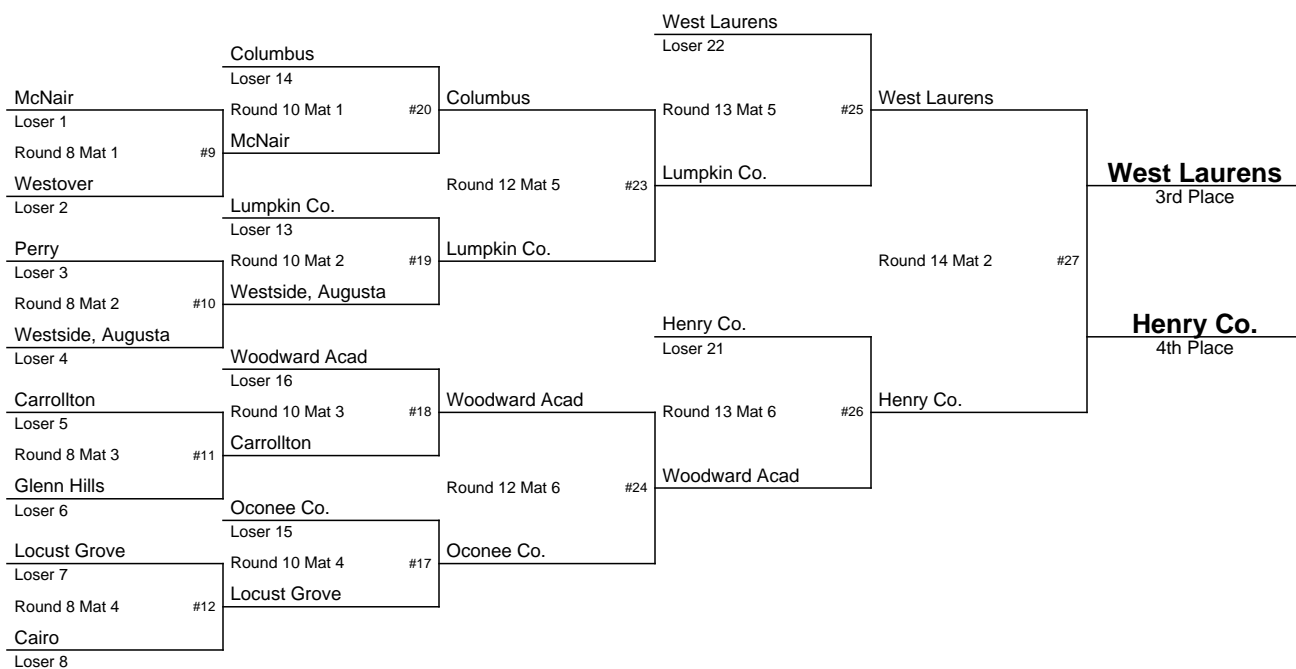 West Laurens
Loser 22
Columbus
Loser 14
McNair
Loser 1
Round 10 Mat 1 #20
Columbus
Round 13 Mat 5 #25
West Laurens
Round 8 Mat 1 #9
McNair
Westover
Loser 2
Round 12 Mat 5 #23
Lumpkin Co.
West Laurens
3rd Place
Lumpkin Co.
Loser 13
Perry
Loser 3
Round 10 Mat 2 #19
Lumpkin Co.
Round 14 Mat 2 #27
Round 8 Mat 2 #10
Westside, Augusta
Westside, Augusta
Loser 4
Henry Co.
Loser 21
Henry Co.
4th Place
Woodward Acad
Loser 16
Carrollton
Loser 5
Round 10 Mat 3 #18
Woodward Acad
Round 13 Mat 6 #26
Henry Co.
Round 8 Mat 3 #11
Carrollton
Glenn Hills
Loser 6
Round 12 Mat 6 #24
Woodward Acad
Oconee Co.
Loser 15
Locust Grove
Loser 7
Round 10 Mat 4 #17
Oconee Co.
Round 8 Mat 4 #12
Locust Grove
Cairo
Loser 8